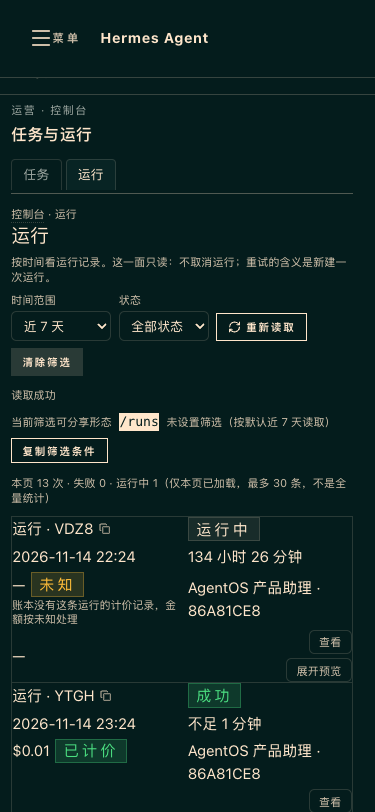 菜单 Hermes Agent
运营 · 控制台
任务与运行
任务 运行
控制台 · 运行
运行
按时间看运行记录。这一面只读：不取消运行；重试的含义是新建一
次运行。
时间范围 状态
近 7 天 全部状态 重新读取
清除筛选
读取成功
当前筛选可分享形态 /runs 未设置筛选（按默认近 7 天读取）
复制筛选条件
本页 13 次 · 失败 0 · 运行中 1（仅本页已加载，最多 30 条，不是全
量统计）
运行 · VDZ8 运行中
2026-11-14 22:24 134 小时 26 分钟
— 未知 AgentOS 产品助理 ·
86A81CE8
账本没有这条运行的计价记录，金
额按未知处理
查看
—
展开预览
运行 · YTGH 成功
2026-11-14 23:24 不足 1 分钟
$0.01 已计价 AgentOS 产品助理 ·
86A81CE8
查看